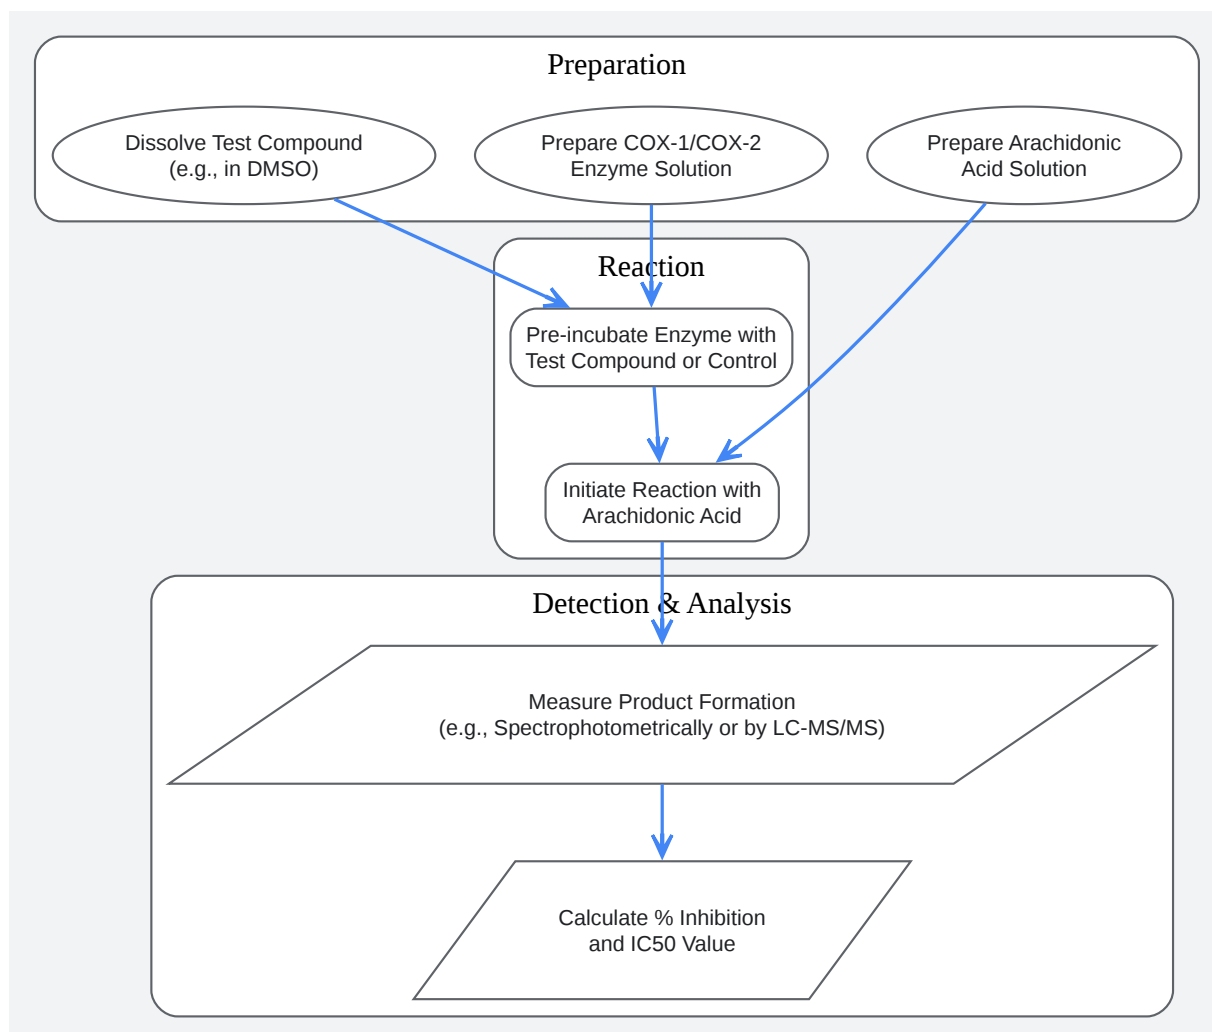 Preparation
Dissolve Test Compound
(e.g., in DMSO)
Prepare COX-1/COX-2
Enzyme Solution
Prepare Arachidonic
Acid Solution
Reaction
Pre-incubate Enzyme with
Test Compound or Control
Initiate Reaction with
Arachidonic Acid
Detection & Analysis
Measure Product Formation
(e.g., Spectrophotometrically or by LC-MS/MS)
Calculate % Inhibition
and IC50 Value